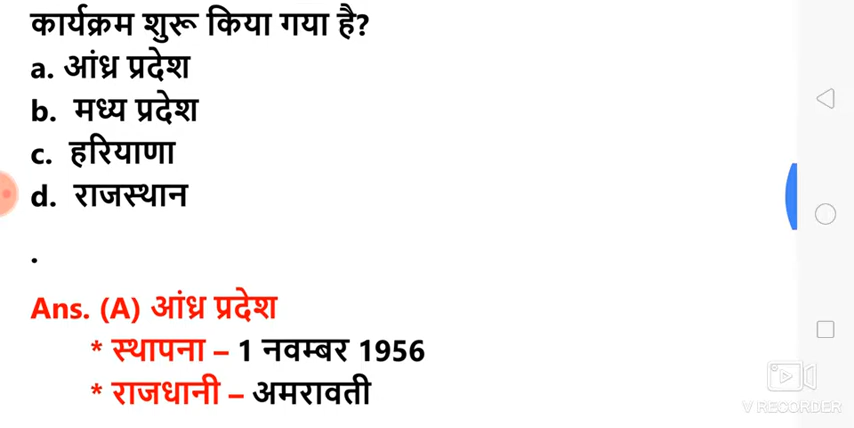 कार्यक्रम शुरू किया गया है?
a. आंध्र प्रदेश
b. मध्य प्रदेश
c. हरियाणा
d. राजस्थान
.
Ans. (A) आंध्र प्रदेश
* स्थापना – 1 नवम्बर 1956
* राजधानी – अमरावती
V RECORDER